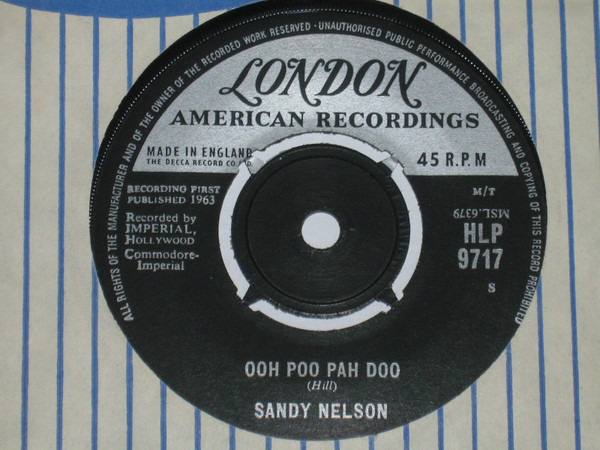 ALL RIGHTS OF THE MANUFACTURER AND OF THE OWNER OF THE RECORDED WORK RESERVED · UNAUTHORISED PUBLIC PERFORMANCE BROADCASTING AND COPYING OF THIS RECORD PROHIBITED
LONDON
AMERICAN RECORDINGS
MADE IN ENGLAND
THE DECCA RECORD CO
45 R.P.M
RECORDING FIRST
PUBLISHED 1963
Recorded by
IMPERIAL,
HOLLYWOOD
Commodore-
Imperial
M/T
MSL.6379
HLP
9717
S
OOH POO PAH DOO
(Hill)
SANDY NELSON